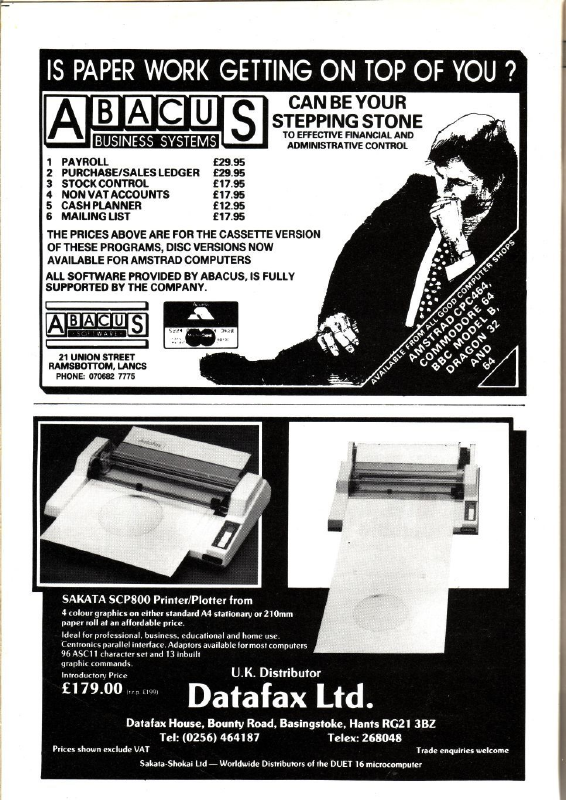 IS PAPER WORK GETTING ON TOP OF YOU ?
ABACUS
BUSINESS SYSTEMS
CAN BE YOUR
STEPPING STONE
TO EFFECTIVE FINANCIAL AND
ADMINISTRATIVE CONTROL
1 PAYROLL £29.95
2 PURCHASE/SALES LEDGER £29.95
3 STOCK CONTROL £17.95
4 NON VAT ACCOUNTS £17.95
5 CASH PLANNER £12.95
6 MAILING LIST £17.95
THE PRICES ABOVE ARE FOR THE CASSETTE VERSION
OF THESE PROGRAMS, DISC VERSIONS NOW
AVAILABLE FOR AMSTRAD COMPUTERS
ALL SOFTWARE PROVIDED BY ABACUS, IS FULLY
SUPPORTED BY THE COMPANY.
ABACUS
SOFTWARE
Access
21 UNION STREET
RAMSBOTTOM, LANCS
PHONE: 070682 7775
AVAILABLE FROM ALL GOOD COMPUTER SHOPS
AMSTRAD CPC464,
COMMODORE 64
BBC MODEL B,
DRAGON 32
AND
64
SAKATA SCP800 Printer/Plotter from
4 colour graphics on either standard A4 stationary or 210mm
paper roll at an affordable price.
Ideal for professional, business, educational and home use.
Centronics parallel interface. Adaptors available for most computers
96 ASC11 character set and 13 inbuilt
graphic commands.
Introductory Price
£179.00 (r.r.p. £199)
U.K. Distributor
Datafax Ltd.
Datafax House, Bounty Road, Basingstoke, Hants RG21 3BZ
Tel: (0256) 464187 Telex: 268048
Prices shown exclude VAT Trade enquiries welcome
Sakata-Shokai Ltd — Worldwide Distributors of the DUET 16 microcomputer